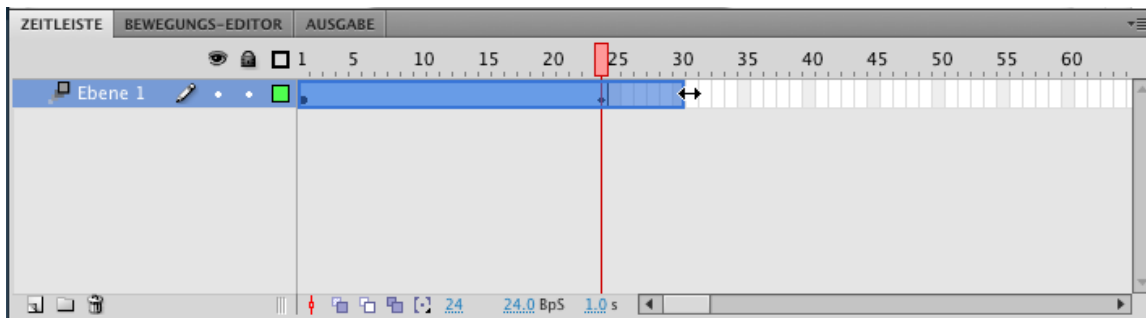 ZEITLEISTE BEWEGUNGS-EDITOR AUSGABE
1 5 10 15 20 25 30 35 40 45 50 55 60
Ebene 1
24 24.0 BpS 1.0 s